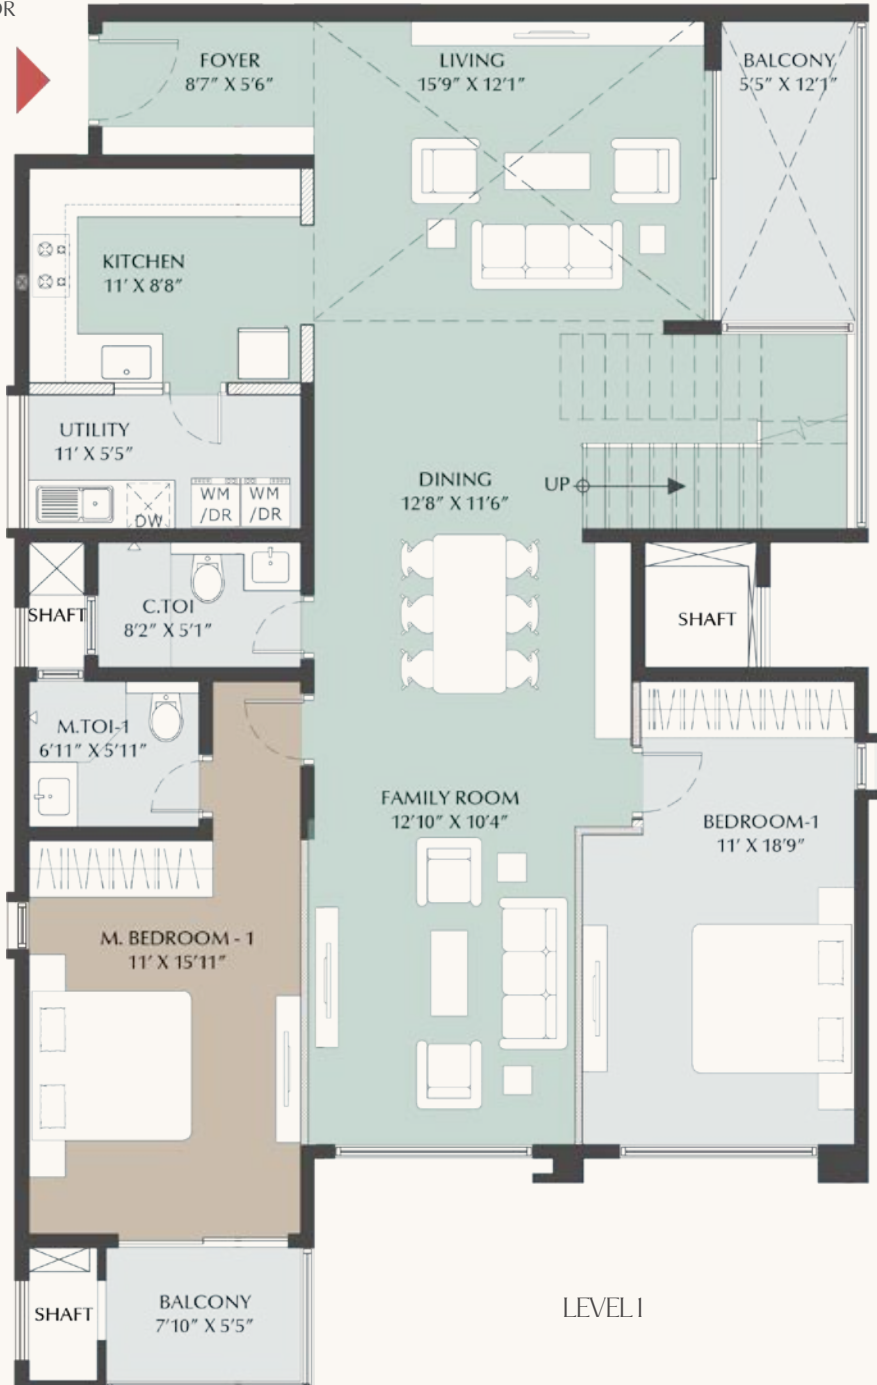 OR
FOYER
8'7" X 5'6"
LIVING
15'9" X 12'1"
BALCONY
5'5" X 12'1"
KITCHEN
11' X 8'8"
UTILITY
11' X 5'5"
DW
WM
/DR
WM
/DR
DINING
12'8" X 11'6"
UP
SHAFT
C.TOI
8'2" X 5'1"
SHAFT
M.TOI-1
6'11" X 5'11"
FAMILY ROOM
12'10" X 10'4"
BEDROOM-1
11' X 18'9"
M. BEDROOM - 1
11' X 15'11"
SHAFT
BALCONY
7'10" X 5'5"
LEVEL 1